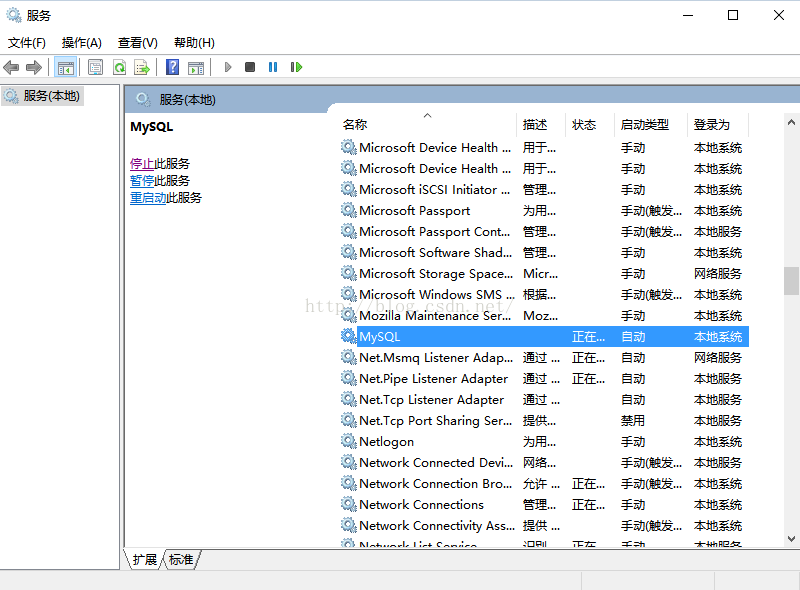 服务
文件(F) 操作(A) 查看(V) 帮助(H)
服务(本地)
服务(本地)
MySQL
停止此服务
暂停此服务
重启动此服务
名称 描述 状态 启动类型 登录为
Microsoft Device Health ... 用于... 手动 本地系统
Microsoft Device Health ... 用于... 手动 本地系统
Microsoft iSCSI Initiator ... 管理... 手动 本地系统
Microsoft Passport 为用... 手动(触发... 本地系统
Microsoft Passport Cont... 管理... 手动(触发... 本地服务
Microsoft Software Shad... 管理... 手动 本地系统
Microsoft Storage Space... Micr... 手动 网络服务
Microsoft Windows SMS ... 根据... 手动(触发... 本地系统
http://blog.csdn.net/
Mozilla Maintenance Ser... Moz... 手动 本地系统
MySQL 正在... 自动 本地系统
Net.Msmq Listener Adap... 通过 ... 正在... 自动 网络服务
Net.Pipe Listener Adapter 通过 ... 正在... 自动 本地服务
Net.Tcp Listener Adapter 通过 ... 自动 本地服务
Net.Tcp Port Sharing Ser... 提供... 禁用 本地服务
Netlogon 为用... 手动 本地系统
Network Connected Devi... 网络... 手动(触发... 本地服务
Network Connection Bro... 允许 ... 正在... 手动(触发... 本地系统
Network Connections 管理... 正在... 手动 本地系统
Network Connectivity Ass... 提供 ... 手动(触发... 本地系统
Network List Service 识别... 正在... 手动 本地服务
扩展 标准